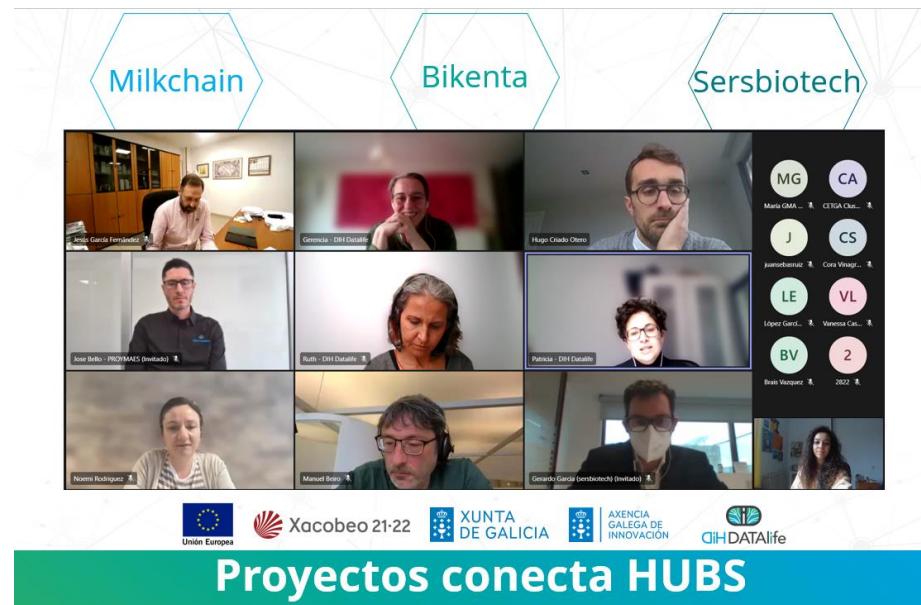 Milkchain
Bikenta
Sersbiotech
Jesús García Fernández
Gerencia - DIH Datalife
Hugo Criado Otero
MG
CA
María GMA ...
CETGA Clus...
J
CS
juansebasruiz
Cora Vinagr...
Jose Bello - PROYMAES (Invitado)
Ruth - DIH Datalife
Patricia - DIH Datalife
LE
VL
López Garcí...
Vanessa Cas...
BV
2
Brais Vazquez
2822
Noemi Rodriguez
Manuel Beiro
Gerardo García (sersbiotech) (Invitado)
Unión Europea
Xacobeo 21·22
XUNTA
DE GALICIA
AXENCIA
GALEGA DE
INNOVACIÓN
DiHDATAlife
Proyectos conecta HUBS